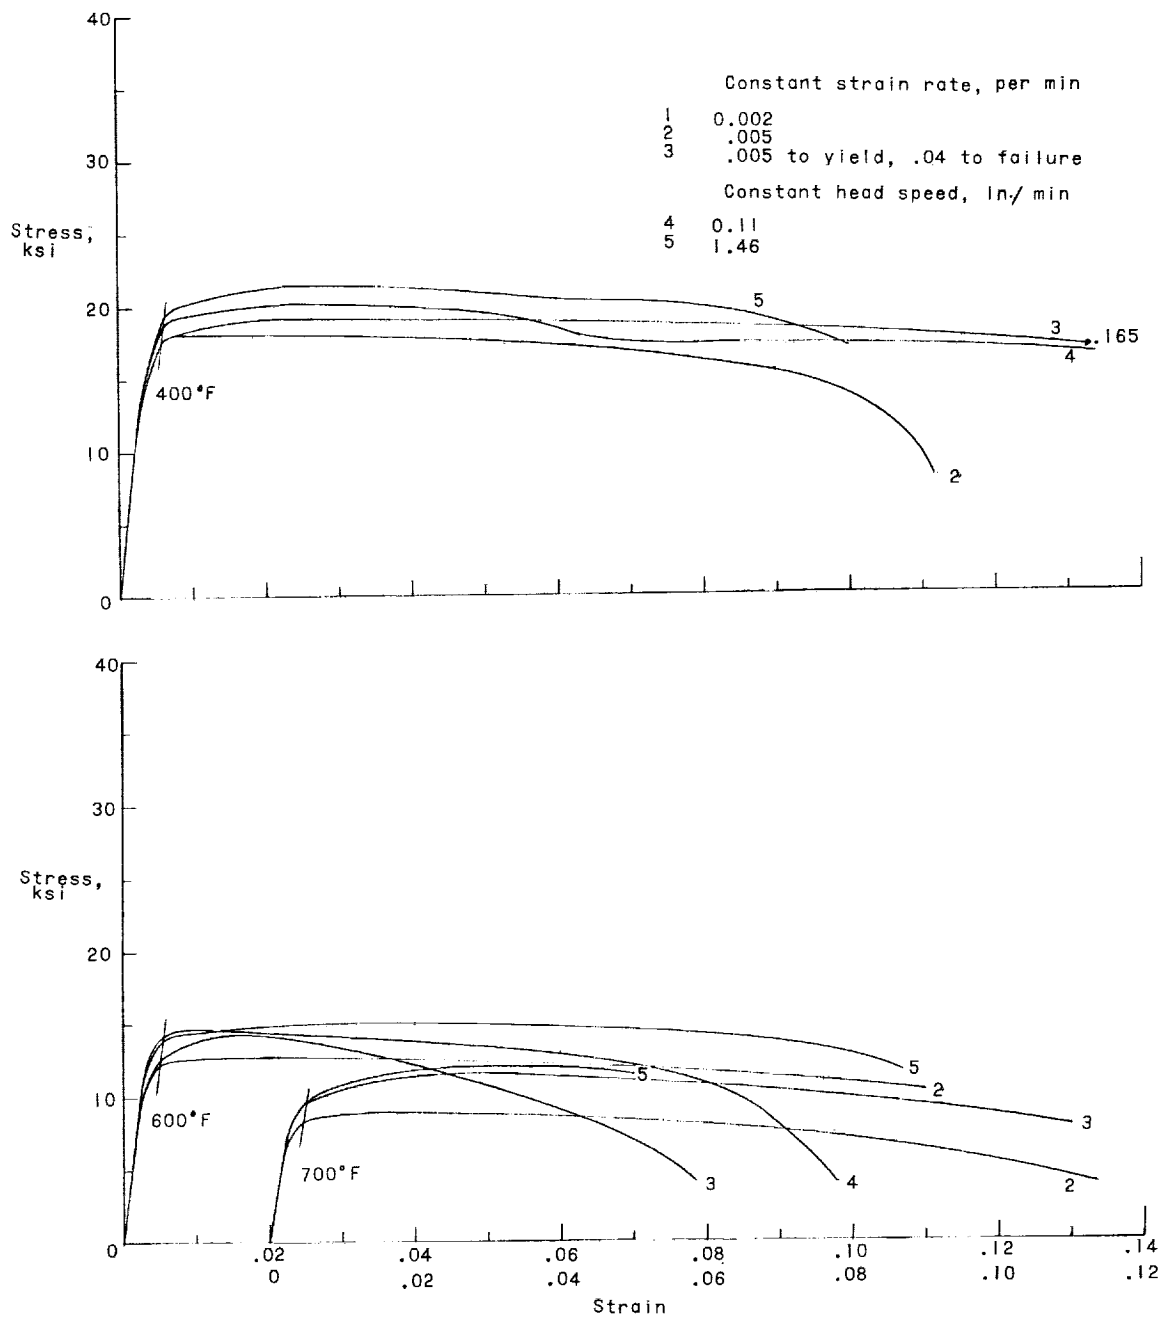 40
Constant strain rate, per min
1 0.002
2 .005
3 .005 to yield, .04 to failure
30
Constant head speed, in./ min
4 0.11
5 1.46
Stress,
ksi
20
5
3
.165
4
400°F
10
2
0
40
30
Stress,
ksi
20
5
5
2
10
3
600°F
700°F
3
4
2
0 .02 .04 .06 .08 .10 .12 .14
0 .02 .04 .06 .08 .10 .12
Strain